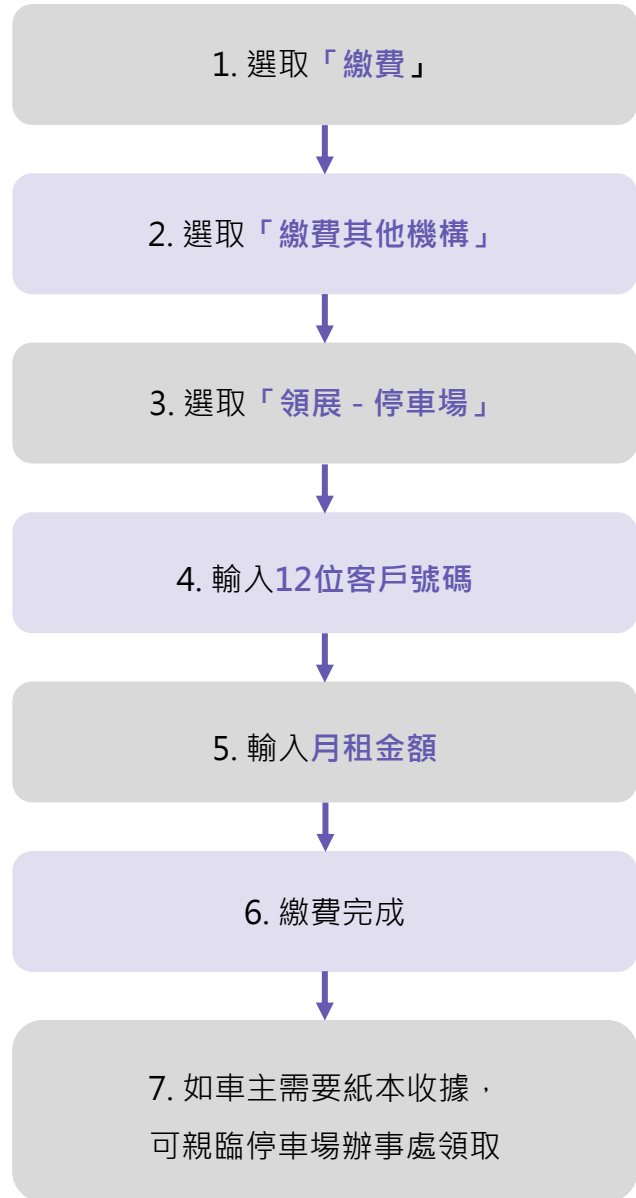 1. 選取「繳費」
2. 選取「繳費其他機構」
3. 選取「領展 - 停車場」
4. 輸入12位客戶號碼
5. 輸入月租金額
6. 繳費完成
7. 如車主需要紙本收據，
可親臨停車場辦事處領取